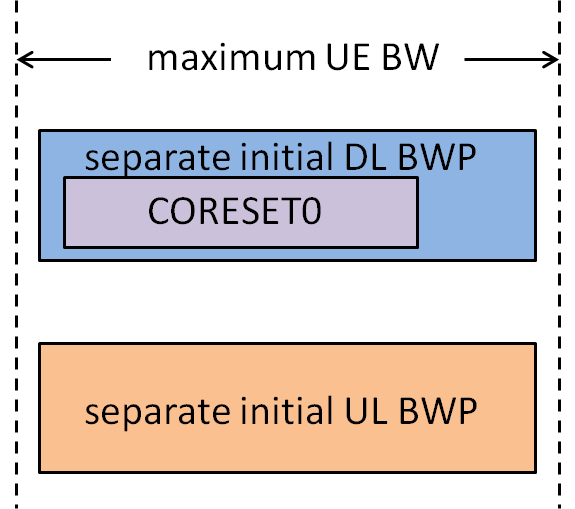 maximum UE BW
separate initial DL BWP
CORESET0
separate initial UL BWP